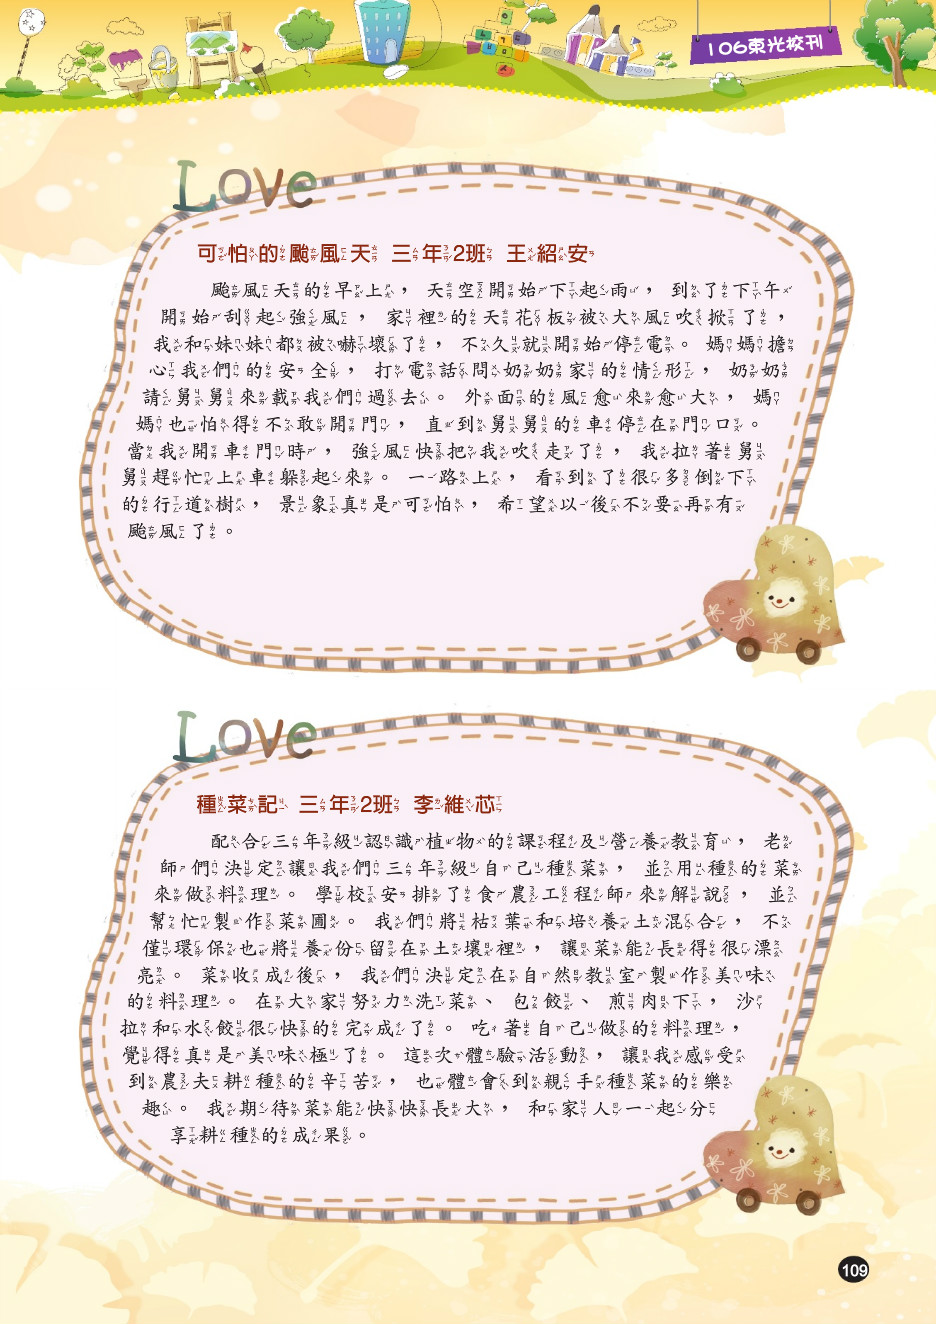 106東光校刊
Love
可怕的颱風天 三年2班 王紹安
颱風天的早上，天空開始下起雨，到了下午
開始刮起強風，家裡的天花板被大風吹掀了，
我和妹妹都被嚇壞了，不久就開始停電。媽媽擔
心我們的安全，打電話問奶奶家的情形，奶奶
請舅舅來載我們過去。外面的風愈來愈大，媽
媽也怕得不敢開門，直到舅舅的車停在門口。
當我開車門時，強風快把我吹走了，我拉著舅
舅趕忙上車躲起來。一路上，看到了很多倒下
的行道樹，景象真是可怕，希望以後不要再有
颱風了。
Love
種菜記 三年2班 李維芯
配合三年級認識植物的課程及營養教育，老
師們決定讓我們三年級自己種菜，並用種的菜
來做料理。學校安排了食農工程師來解說，並
幫忙製作菜圃。我們將枯葉和培養土混合，不
僅環保也將養份留在土壤裡，讓菜能長得很漂
亮。菜收成後，我們決定在自然教室製作美味
的料理。在大家努力洗菜、包餃、煎肉下，沙
拉和水餃很快的完成了。吃著自己做的料理，
覺得真是美味極了。這次體驗活動，讓我感受
到農夫耕種的辛苦，也體會到親手種菜的樂
趣。我期待菜能快快長大，和家人一起分
享耕種的成果。
109